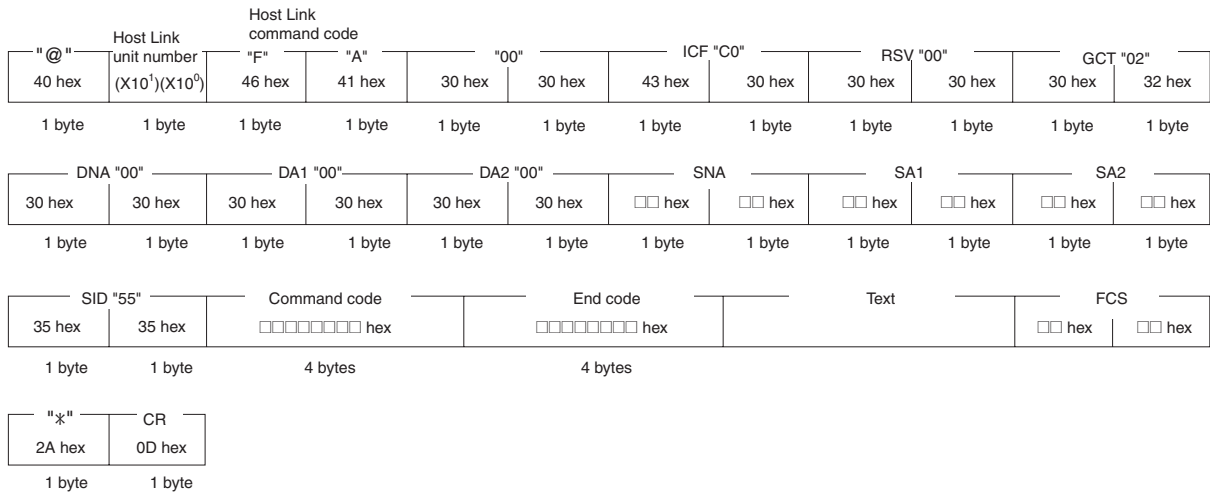 Host Link
command code
"@" Host Link
unit number "F" "A" "00" ICF "C0" RSV "00" GCT "02"
40 hex (X10¹)(X10⁰) 46 hex 41 hex 30 hex 30 hex 43 hex 30 hex 30 hex 30 hex 30 hex 32 hex
1 byte 1 byte 1 byte 1 byte 1 byte 1 byte 1 byte 1 byte 1 byte 1 byte 1 byte 1 byte
DNA "00" DA1 "00" DA2 "00" SNA SA1 SA2
30 hex 30 hex 30 hex 30 hex 30 hex 30 hex □□ hex □□ hex □□ hex □□ hex □□ hex □□ hex
1 byte 1 byte 1 byte 1 byte 1 byte 1 byte 1 byte 1 byte 1 byte 1 byte 1 byte 1 byte
SID "55" Command code End code Text FCS
35 hex 35 hex □□□□□□□□ hex □□□□□□□□ hex □□ hex □□ hex
1 byte 1 byte 4 bytes 4 bytes
"*" CR
2A hex 0D hex
1 byte 1 byte